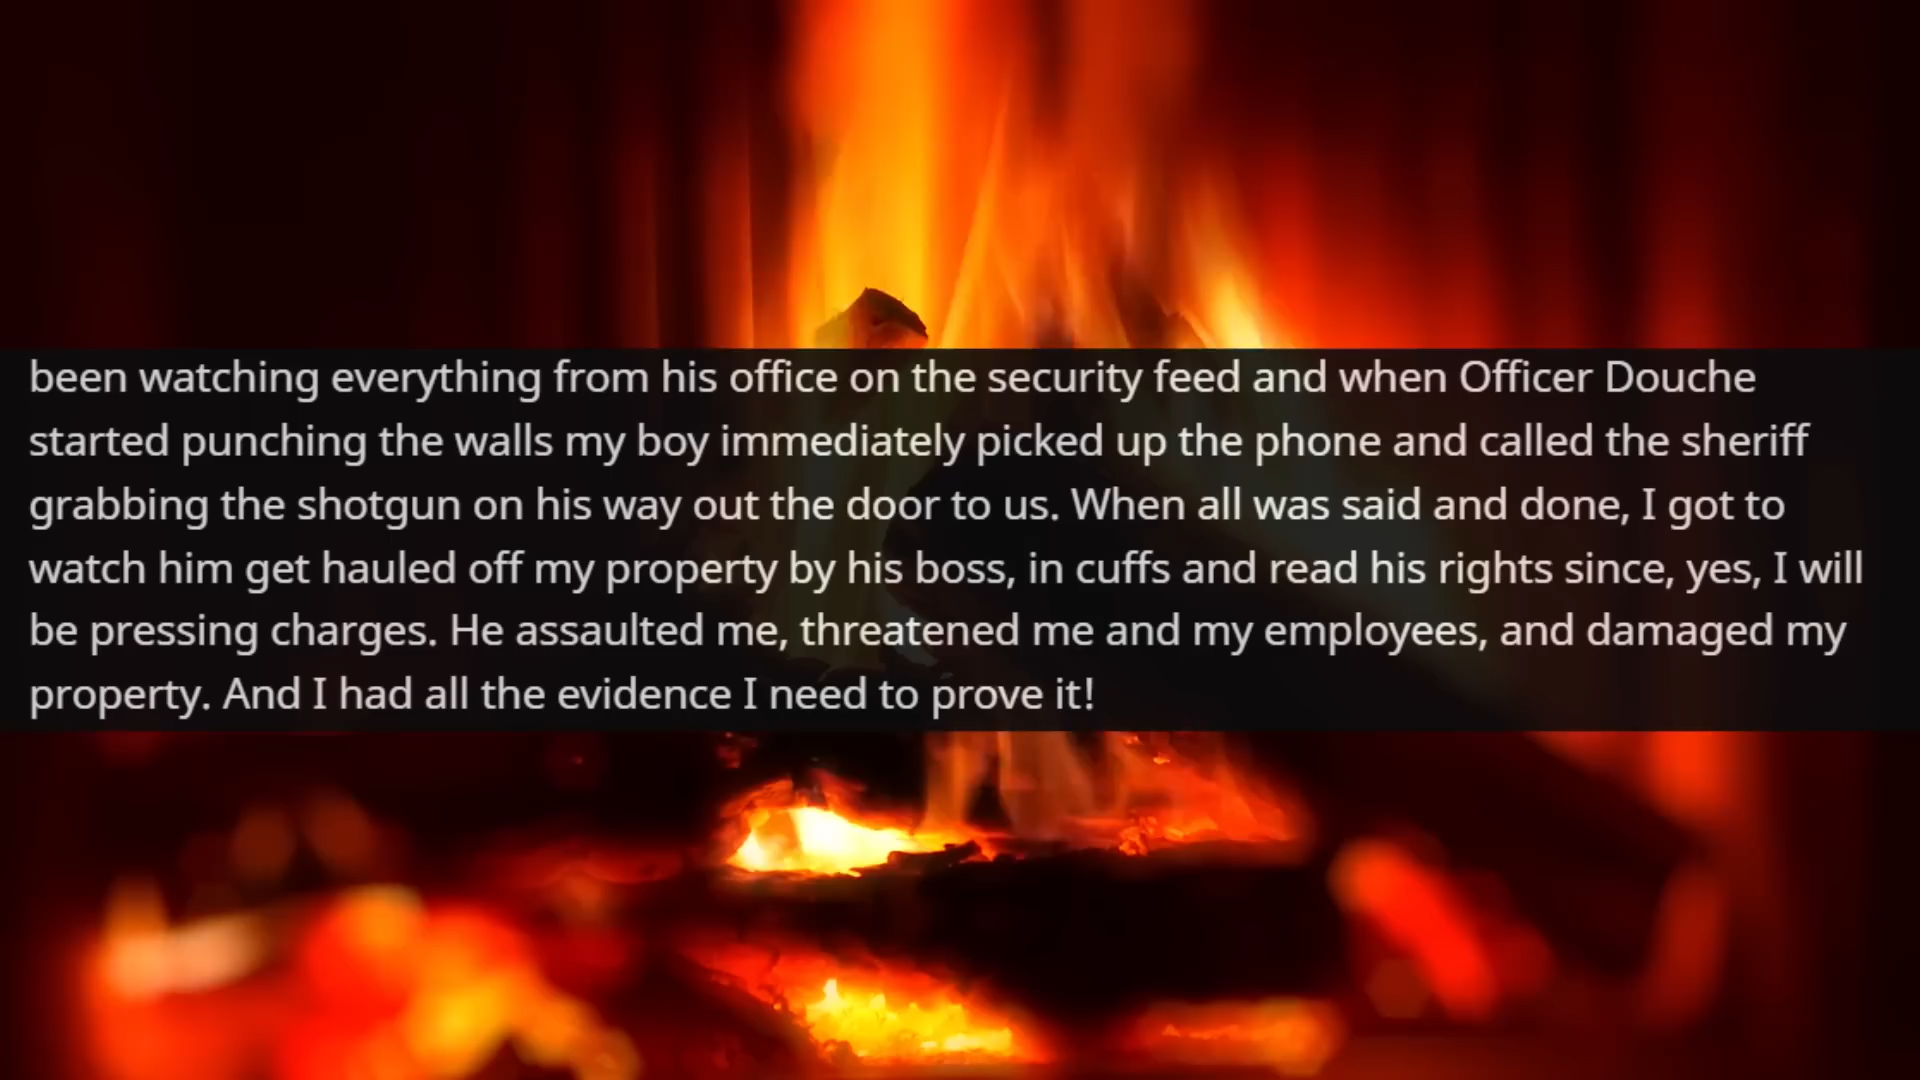 been watching everything from his office on the security feed and when Officer Douche
started punching the walls my boy immediately picked up the phone and called the sheriff
grabbing the shotgun on his way out the door to us. When all was said and done, I got to
watch him get hauled off my property by his boss, in cuffs and read his rights since, yes, I will
be pressing charges. He assaulted me, threatened me and my employees, and damaged my
property. And I had all the evidence I need to prove it!